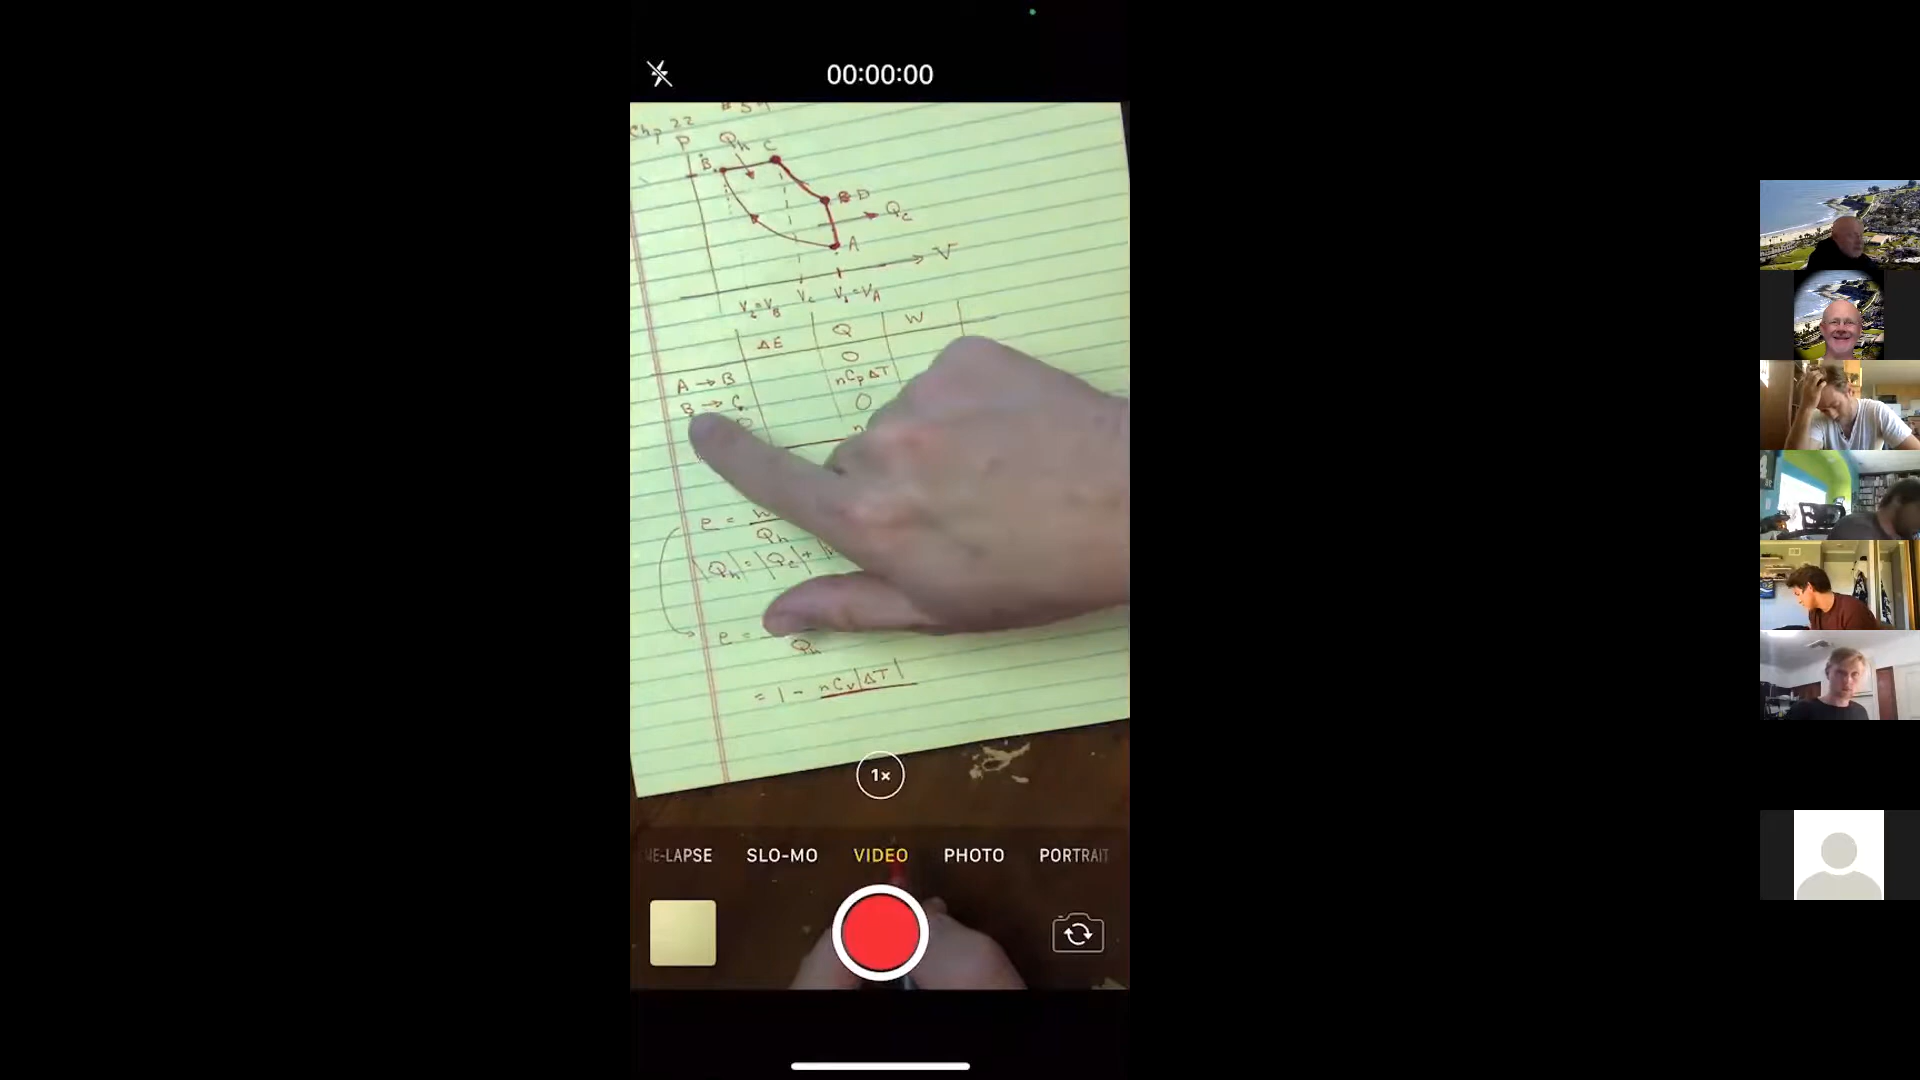 00:00:00
Chp 22 #
P Qh C
B
D
Qc
A
V
V₂=VB Vc V₁=VA
ΔE Q W
0
A → B nCpΔT
B → C 0
e =
Qh
|Qh| = |Qc| +
e =
Qh
= 1 - nCv|ΔT|
1×
SLO-MO VIDEO PHOTO PORTRAIT